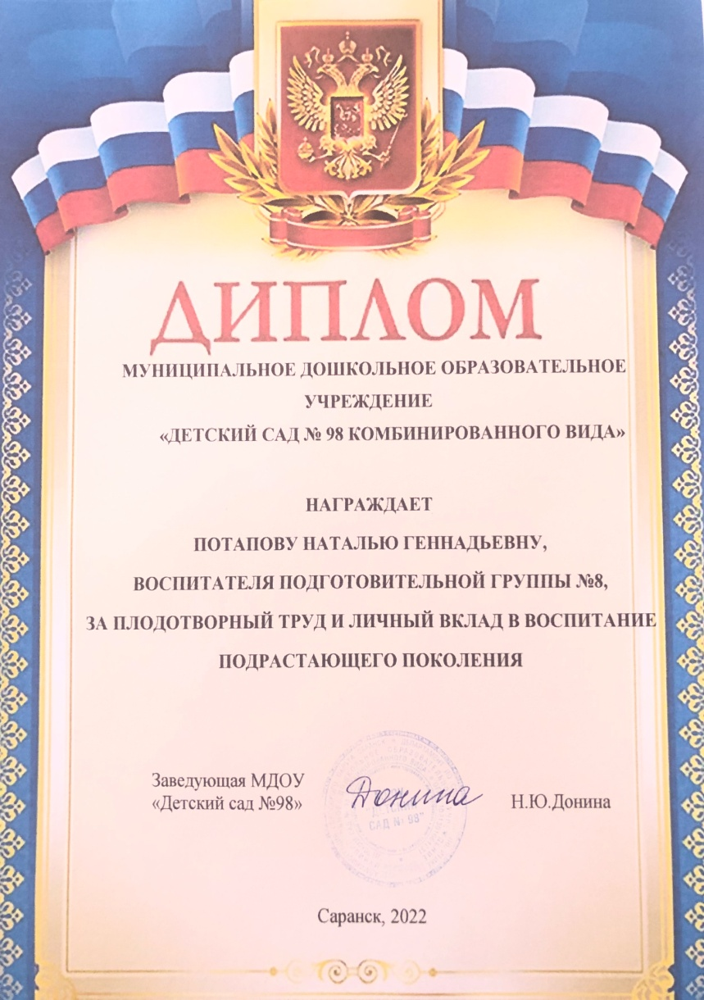 ДИПЛОМ
МУНИЦИПАЛЬНОЕ ДОШКОЛЬНОЕ ОБРАЗОВАТЕЛЬНОЕ
УЧРЕЖДЕНИЕ
«ДЕТСКИЙ САД № 98 КОМБИНИРОВАННОГО ВИДА»
НАГРАЖДАЕТ
ПОТАПОВУ НАТАЛЬЮ ГЕННАДЬЕВНУ,
ВОСПИТАТЕЛЯ ПОДГОТОВИТЕЛЬНОЙ ГРУППЫ №8,
ЗА ПЛОДОТВОРНЫЙ ТРУД И ЛИЧНЫЙ ВКЛАД В ВОСПИТАНИЕ
ПОДРАСТАЮЩЕГО ПОКОЛЕНИЯ
Заведующая МДОУ
«Детский сад №98»
Донина
Н.Ю.Донина
САД № 98"
Саранск, 2022